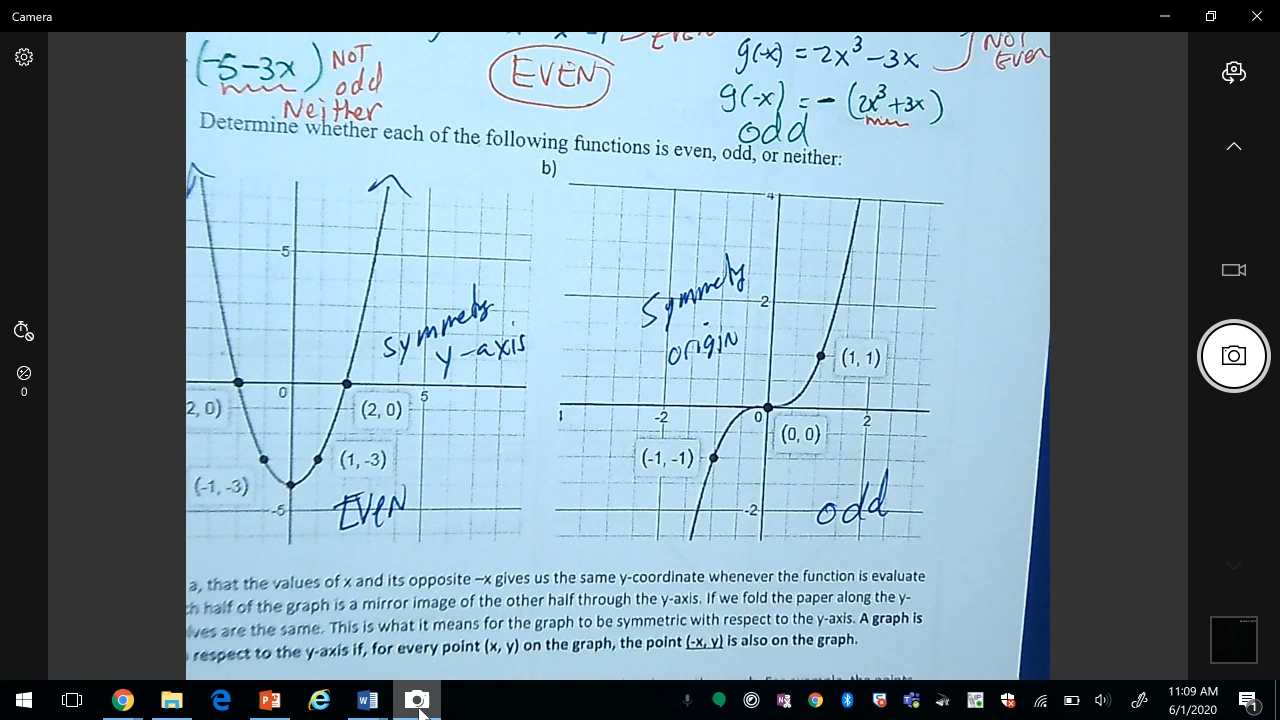 Camera
(-5-3x) NOT
odd
Neither
EVEN
EVEN
g(-x) = 2x³ - 3x
NOT
EVEN
g(-x) = - (2x³+3x)
odd
Determine whether each of the following functions is even, odd, or neither:
b)
5
0
5
-5
2, 0)
(2, 0)
(-1, -3)
(1, -3)
symmety
y-axis
EVEN
4
2
1
-2
0
2
-2
(1, 1)
(0, 0)
(-1, -1)
Symmety
origin
odd
a, that the values of x and its opposite –x gives us the same y-coordinate whenever the function is evaluate
half of the graph is a mirror image of the other half through the y-axis. If we fold the paper along the y-
are the same. This is what it means for the graph to be symmetric with respect to the y-axis. A graph is
respect to the y-axis if, for every point (x, y) on the graph, the point (-x, y) is also on the graph.
0
11:09 AM
6/1/2020
1